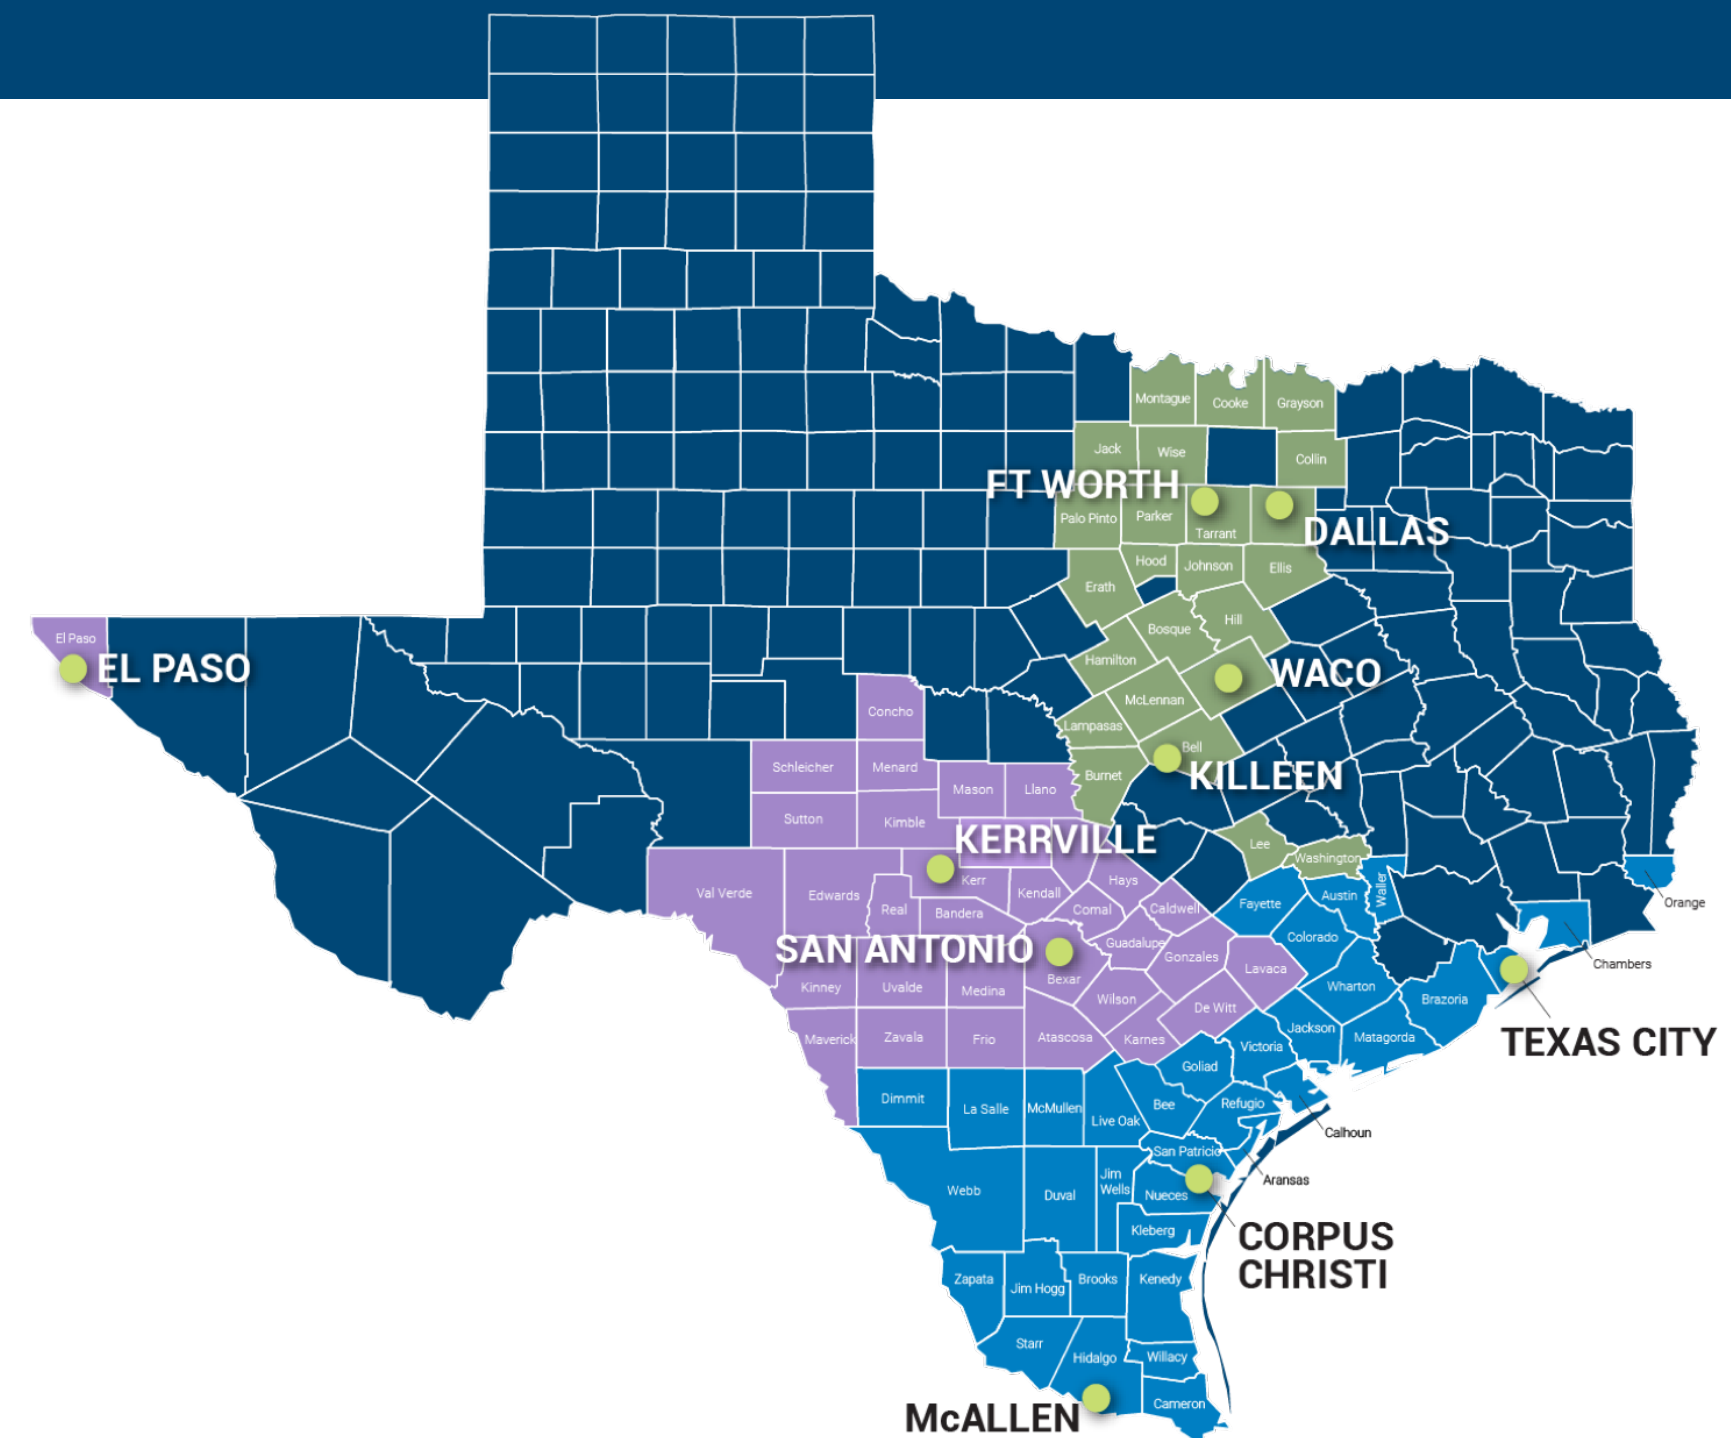 Montague
Cooke
Grayson
Jack
Wise
Collin
FT WORTH
Palo Pinto
Parker
Tarrant
DALLAS
Hood
Johnson
Ellis
Erath
Hill
Bosque
El Paso
EL PASO
Hamilton
WACO
McLennan
Concho
Lampasas
Bell
KILLEEN
Schleicher
Menard
Burnet
Mason
Llano
Sutton
Kimble
KERRVILLE
Lee
Washington
Val Verde
Edwards
Kerr
Kendall
Hays
Real
Bandera
Comal
Caldwell
Fayette
Austin
Waller
Orange
SAN ANTONIO
Guadalupe
Gonzales
Colorado
Lavaca
Chambers
Bexar
Kinney
Uvalde
Medina
Wilson
Wharton
Brazoria
De Witt
Maverick
Zavala
Frio
Atascosa
Karnes
Jackson
Matagorda
Victoria
TEXAS CITY
Goliad
Dimmit
La Salle
McMullen
Live Oak
Bee
Refugio
Calhoun
San Patricio
Aransas
Webb
Duval
Jim
Wells
Nueces
Kleberg
CORPUS
CHRISTI
Zapata
Jim Hogg
Brooks
Kenedy
Starr
Hidalgo
Willacy
Cameron
McALLEN